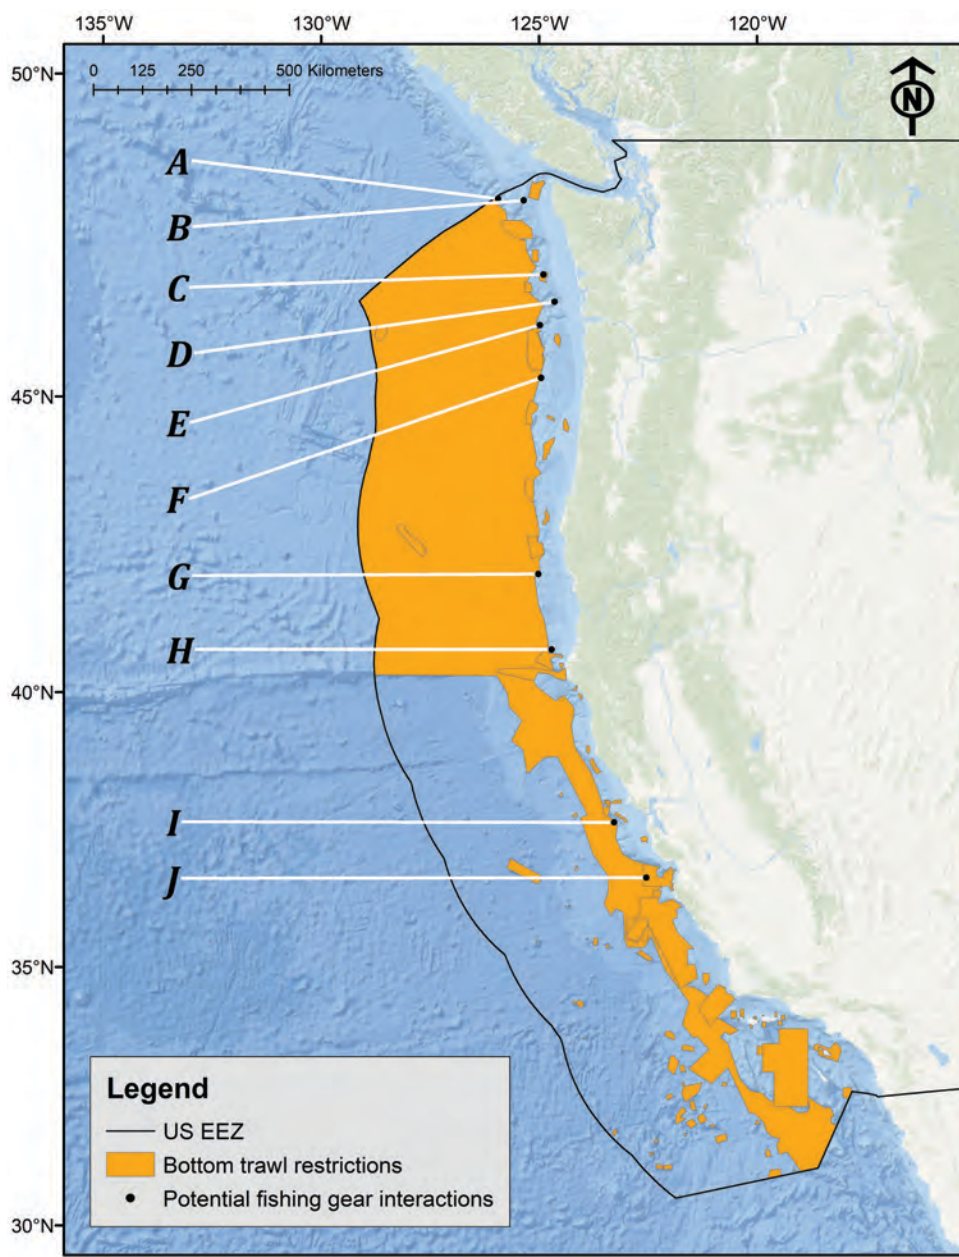 135°W 130°W 125°W 120°W
50°N
0 125 250 500 Kilometers
N
A
B
C
D
45°N
E
F
G
H
40°N
I
J
35°N
Legend
US EEZ
Bottom trawl restrictions
Potential fishing gear interactions
30°N